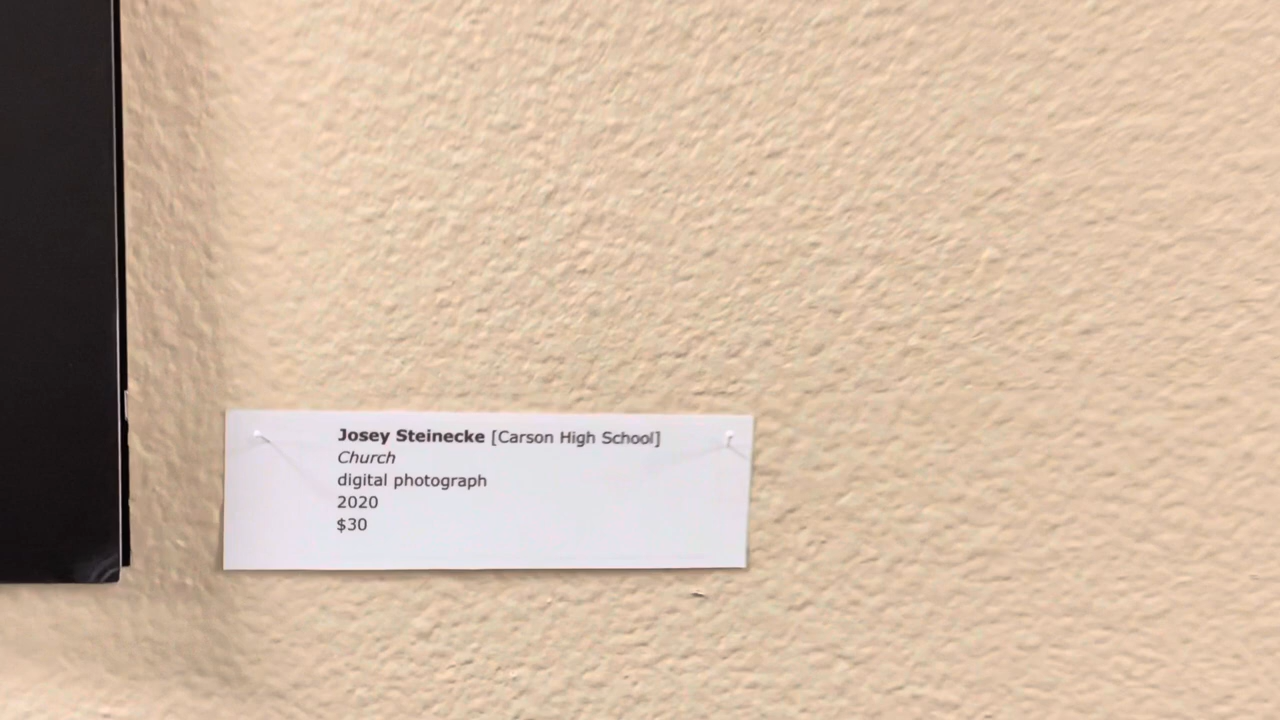 Josey Steinecke [Carson High School]
Church
digital photograph
2020
$30